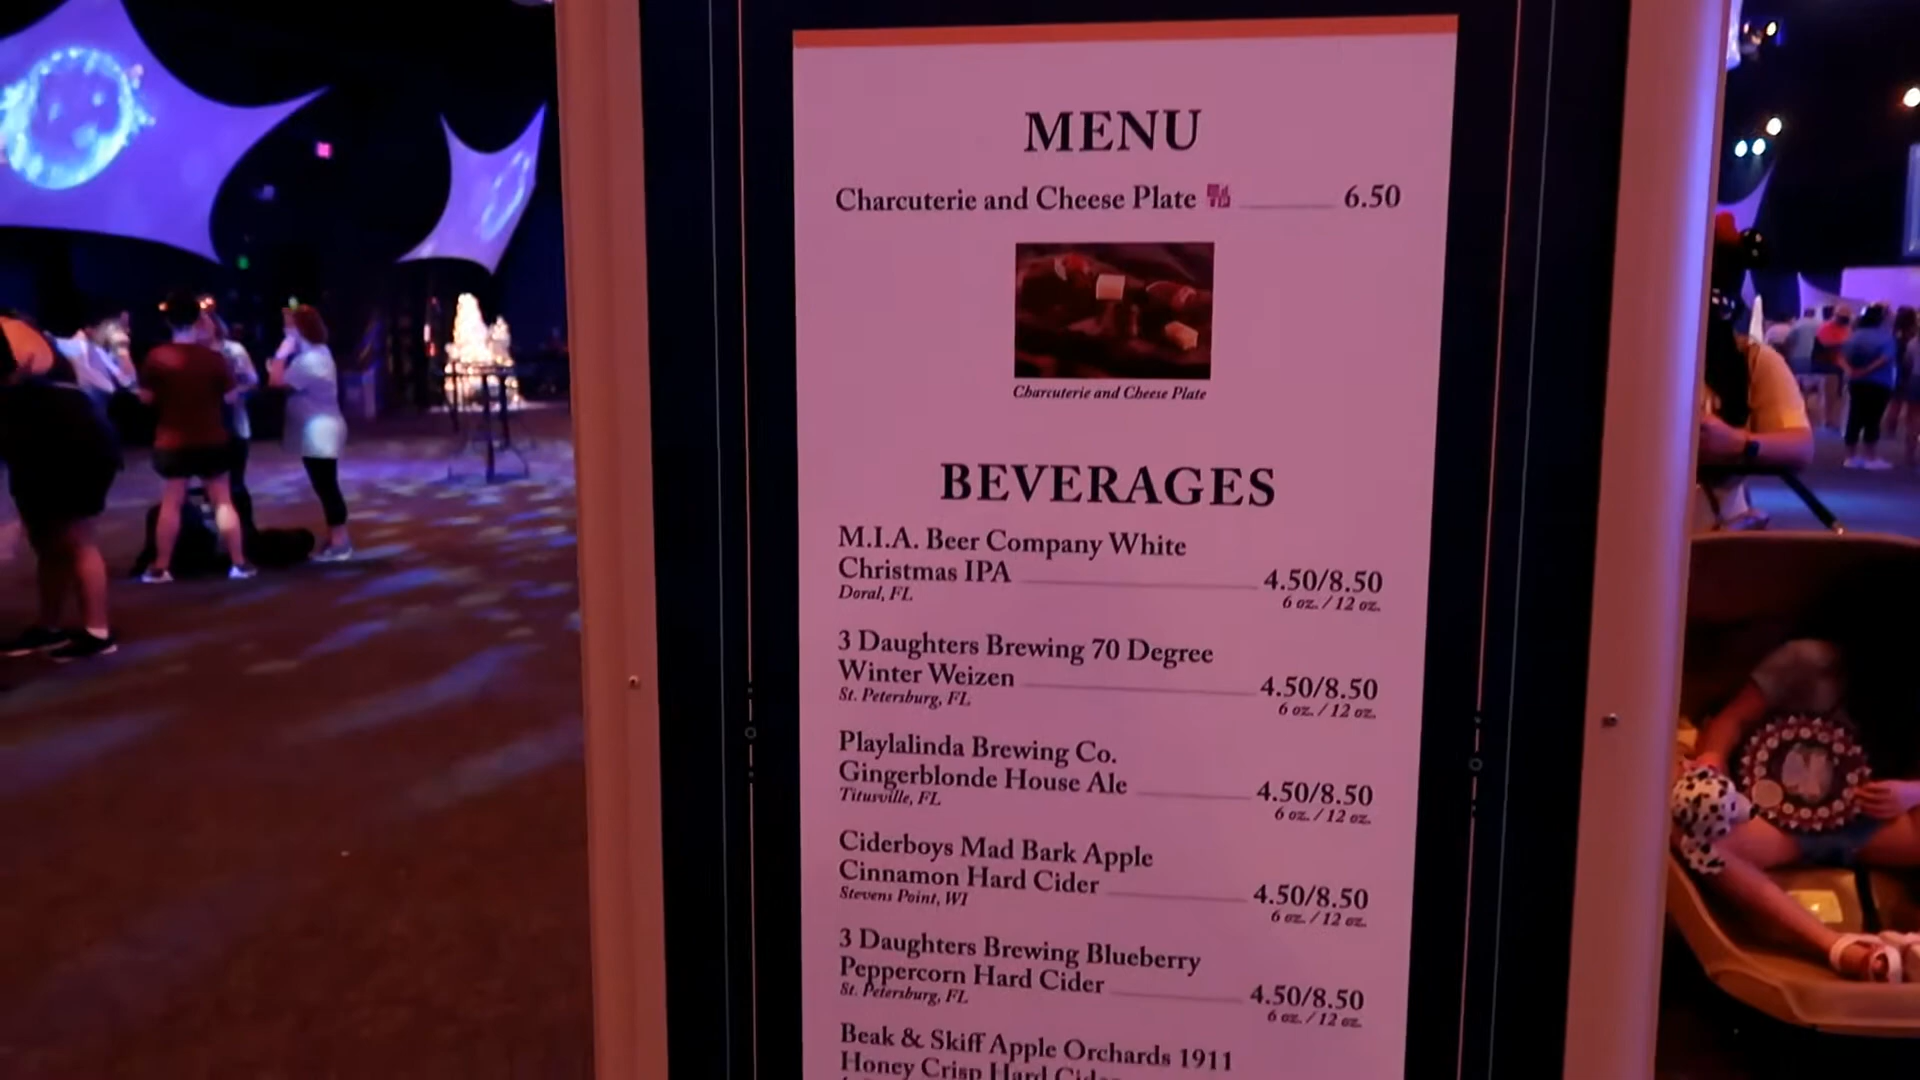 MENU
Charcuterie and Cheese Plate 6.50
Charcuterie and Cheese Plate
BEVERAGES
M.I.A. Beer Company White
Christmas IPA 4.50/8.50
Doral, FL 6 oz. / 12 oz.
3 Daughters Brewing 70 Degree
Winter Weizen 4.50/8.50
St. Petersburg, FL 6 oz. / 12 oz.
Playlalinda Brewing Co.
Gingerblonde House Ale 4.50/8.50
Titusville, FL 6 oz. / 12 oz.
Ciderboys Mad Bark Apple
Cinnamon Hard Cider 4.50/8.50
Stevens Point, WI 6 oz. / 12 oz.
3 Daughters Brewing Blueberry
Peppercorn Hard Cider 4.50/8.50
St. Petersburg, FL 6 oz. / 12 oz.
Beak & Skiff Apple Orchards 1911
Honey Crisp Hard Cider